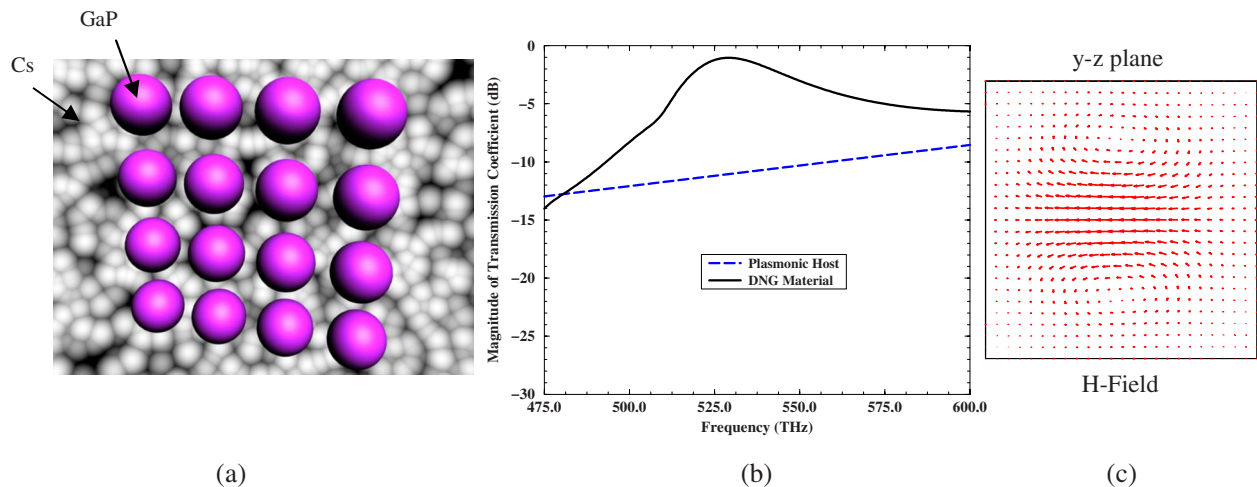 GaP
Cs
(a)
Magnitude of Transmission Coefficient (dB)
0
−5
−10
−15
−20
−25
−30
475.0 500.0 525.0 550.0 575.0 600.0
Frequency (THz)
Plasmonic Host
DNG Material
(b)
y-z plane
H-Field
(c)